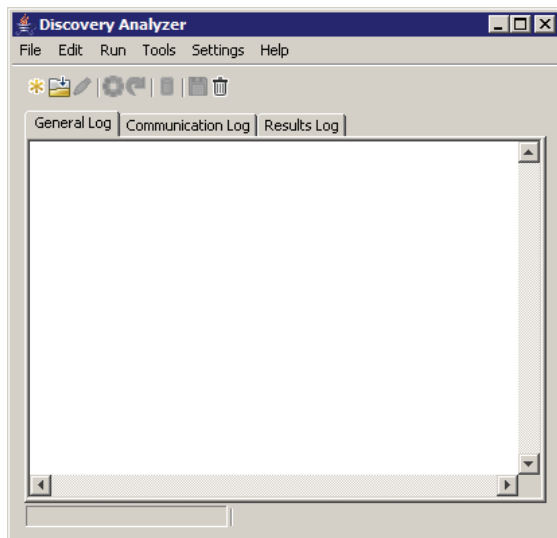 Discovery Analyzer
File Edit Run Tools Settings Help
General Log Communication Log Results Log